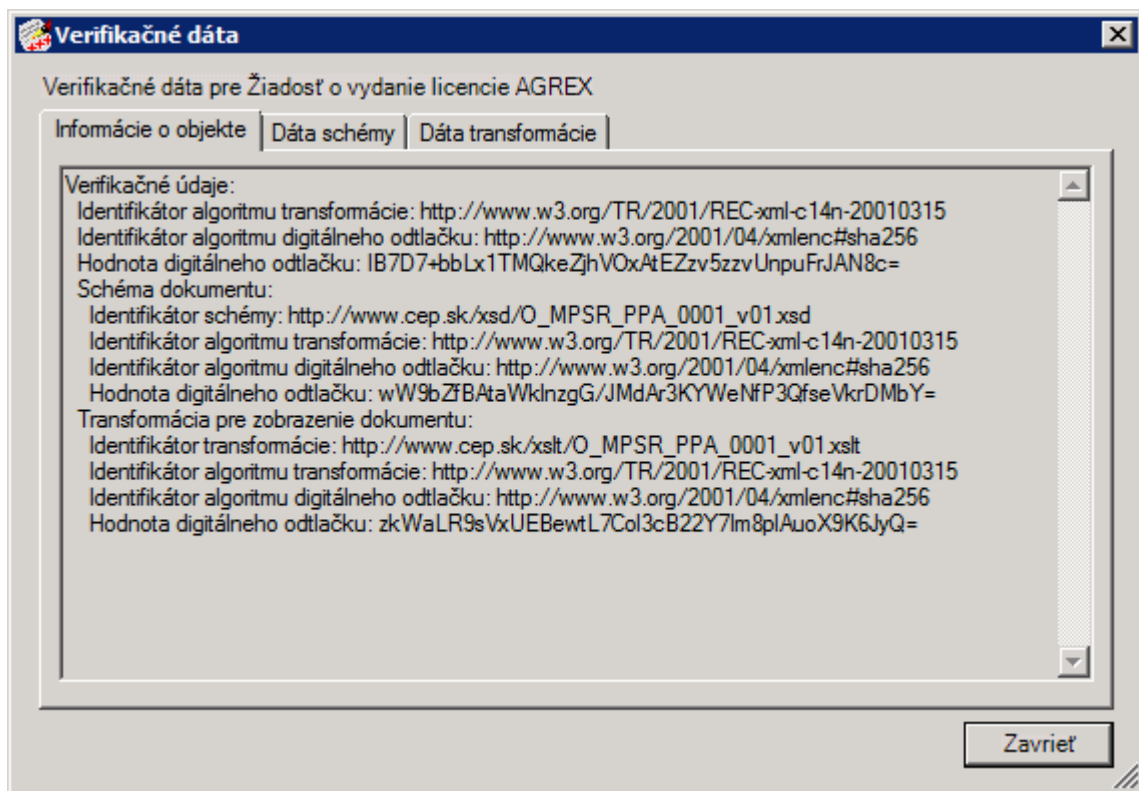 Verifikačné dáta
Verifikačné dáta pre Žiadosť o vydanie licencie AGREX
Informácie o objekte
Dáta schémy
Dáta transformácie
Verifikačné údaje:
Identifikátor algoritmu transformácie: http://www.w3.org/TR/2001/REC-xml-c14n-20010315
Identifikátor algoritmu digitálneho odtlačku: http://www.w3.org/2001/04/xmlenc#sha256
Hodnota digitálneho odtlačku: IB7D7+bbLx1TMQkeZjhVOxAtEZzv5zzvUnpuFrJAN8c=
Schéma dokumentu:
Identifikátor schémy: http://www.cep.sk/xsd/O_MPSR_PPA_0001_v01.xsd
Identifikátor algoritmu transformácie: http://www.w3.org/TR/2001/REC-xml-c14n-20010315
Identifikátor algoritmu digitálneho odtlačku: http://www.w3.org/2001/04/xmlenc#sha256
Hodnota digitálneho odtlačku: wW9bZfBAtaWkInzgG/JMdAr3KYWeNfP3QfseVkrDMbY=
Transformácia pre zobrazenie dokumentu:
Identifikátor transformácie: http://www.cep.sk/xslt/O_MPSR_PPA_0001_v01.xslt
Identifikátor algoritmu transformácie: http://www.w3.org/TR/2001/REC-xml-c14n-20010315
Identifikátor algoritmu digitálneho odtlačku: http://www.w3.org/2001/04/xmlenc#sha256
Hodnota digitálneho odtlačku: zkWaLR9sVxUEBewtL7CoI3cB22Y7Im8plAuoX9K6JyQ=
Zavrieť